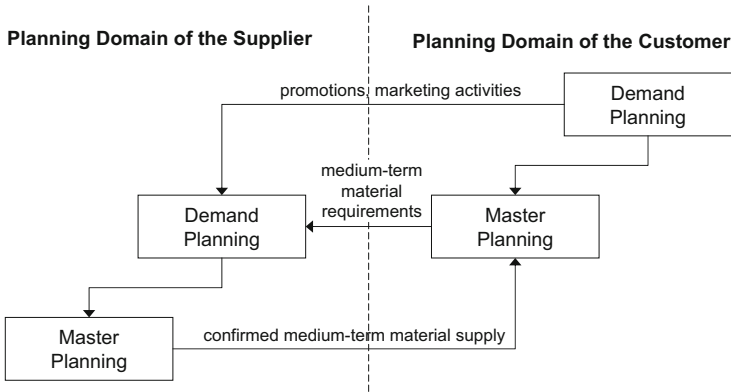 Planning Domain of the Supplier
Planning Domain of the Customer
promotions, marketing activities
Demand
Planning
medium-term
material
requirements
Demand
Planning
Master
Planning
Master
Planning
confirmed medium-term material supply